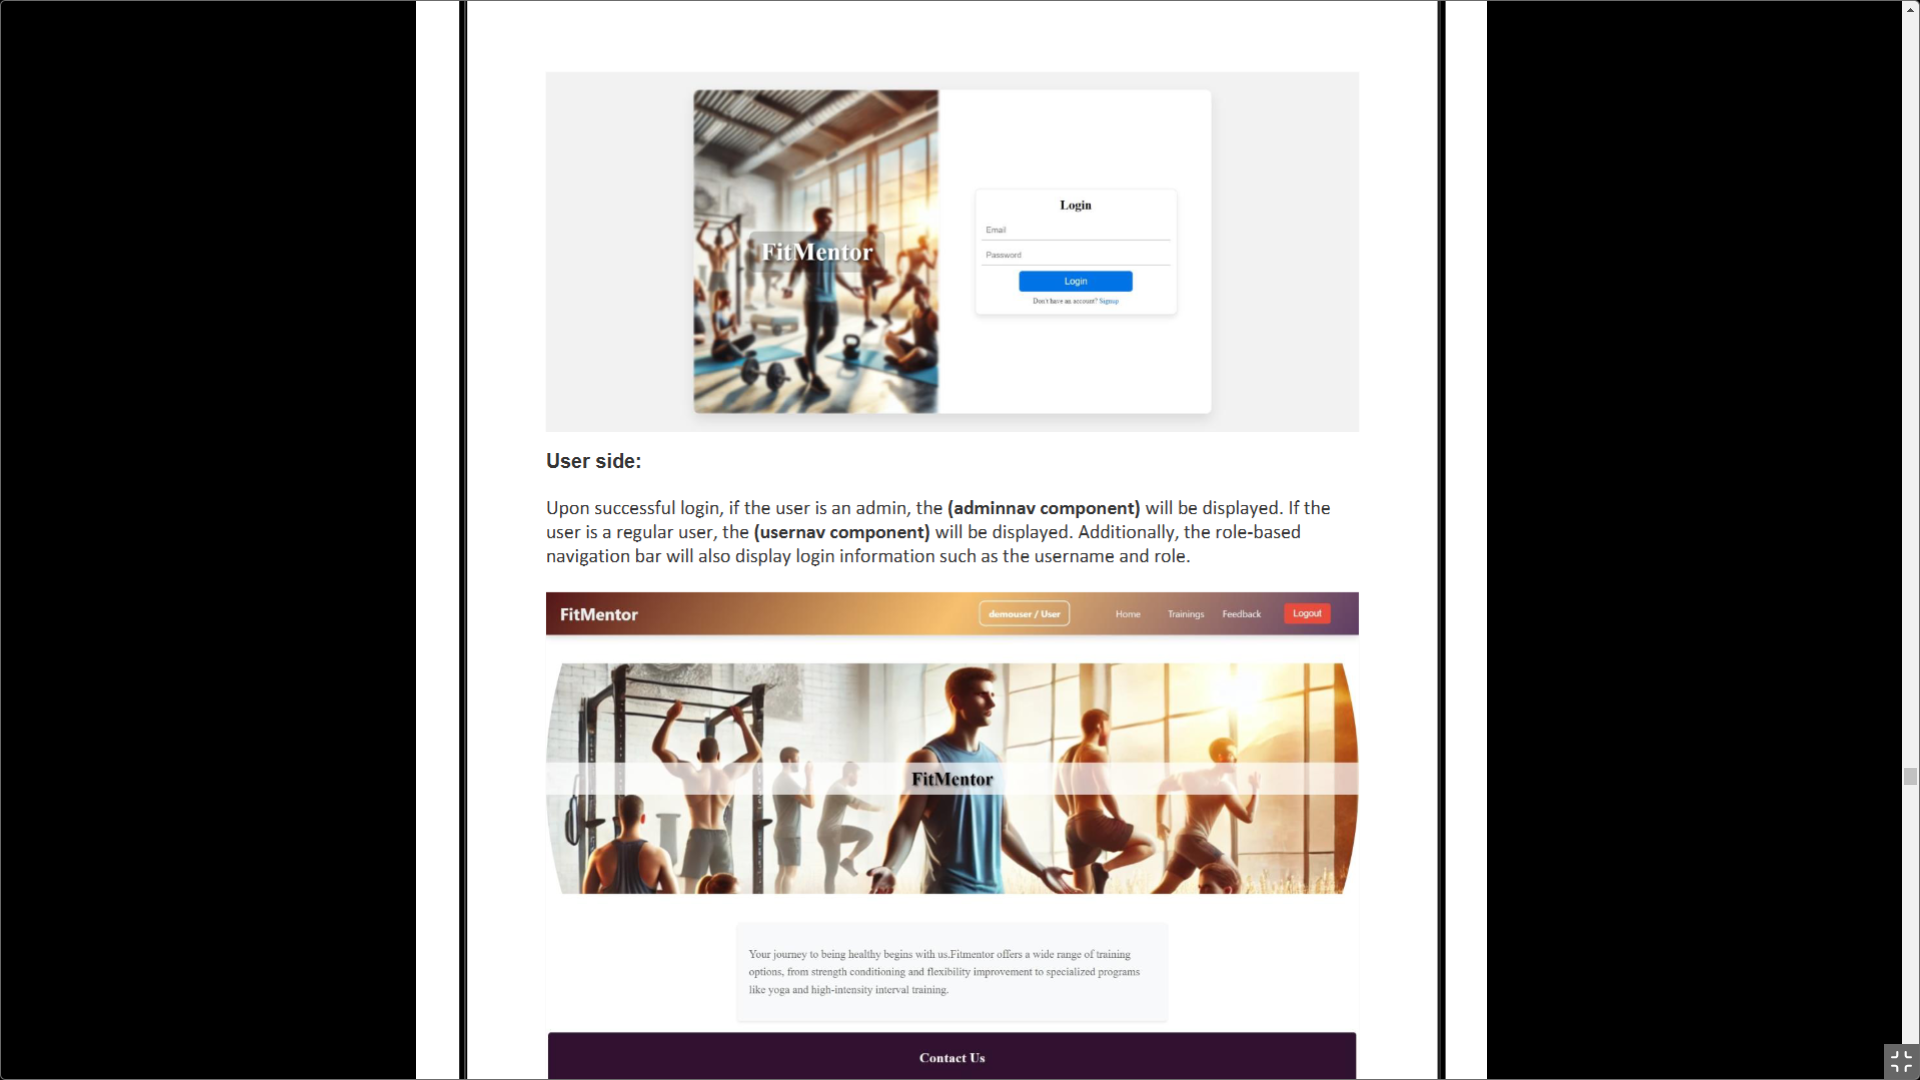 FitMentor
Login
Email
Password
Login
Don't have an account? Signup
User side:
Upon successful login, if the user is an admin, the (adminnav component) will be displayed. If the
user is a regular user, the (usernav component) will be displayed. Additionally, the role-based
navigation bar will also display login information such as the username and role.
FitMentor demouser / User Home Trainings Feedback Logout
FitMentor
Your journey to being healthy begins with us.Fitmentor offers a wide range of training
options, from strength conditioning and flexibility improvement to specialized programs
like yoga and high-intensity interval training.
Contact Us